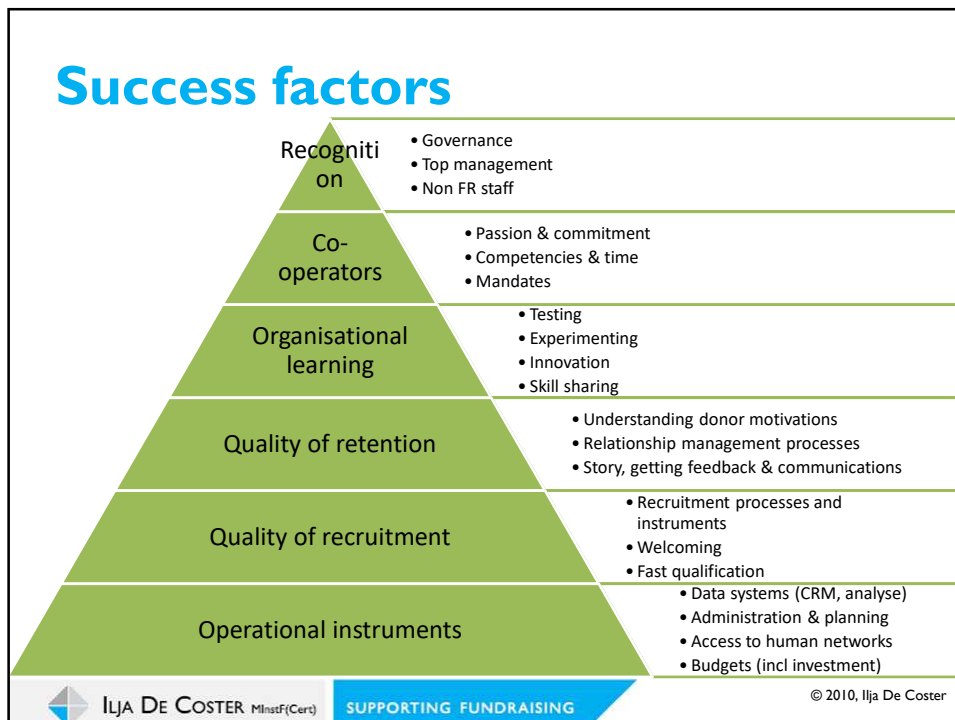 Success factors
Recogniti
on
• Governance
• Top management
• Non FR staff
Co-
operators
• Passion & commitment
• Competencies & time
• Mandates
Organisational
learning
• Testing
• Experimenting
• Innovation
• Skill sharing
Quality of retention
• Understanding donor motivations
• Relationship management processes
• Story, getting feedback & communications
Quality of recruitment
• Recruitment processes and
instruments
• Welcoming
• Fast qualification
Operational instruments
• Data systems (CRM, analyse)
• Administration & planning
• Access to human networks
• Budgets (incl investment)
ILJA DE COSTER MInstF(Cert)
SUPPORTING FUNDRAISING
© 2010, Ilja De Coster